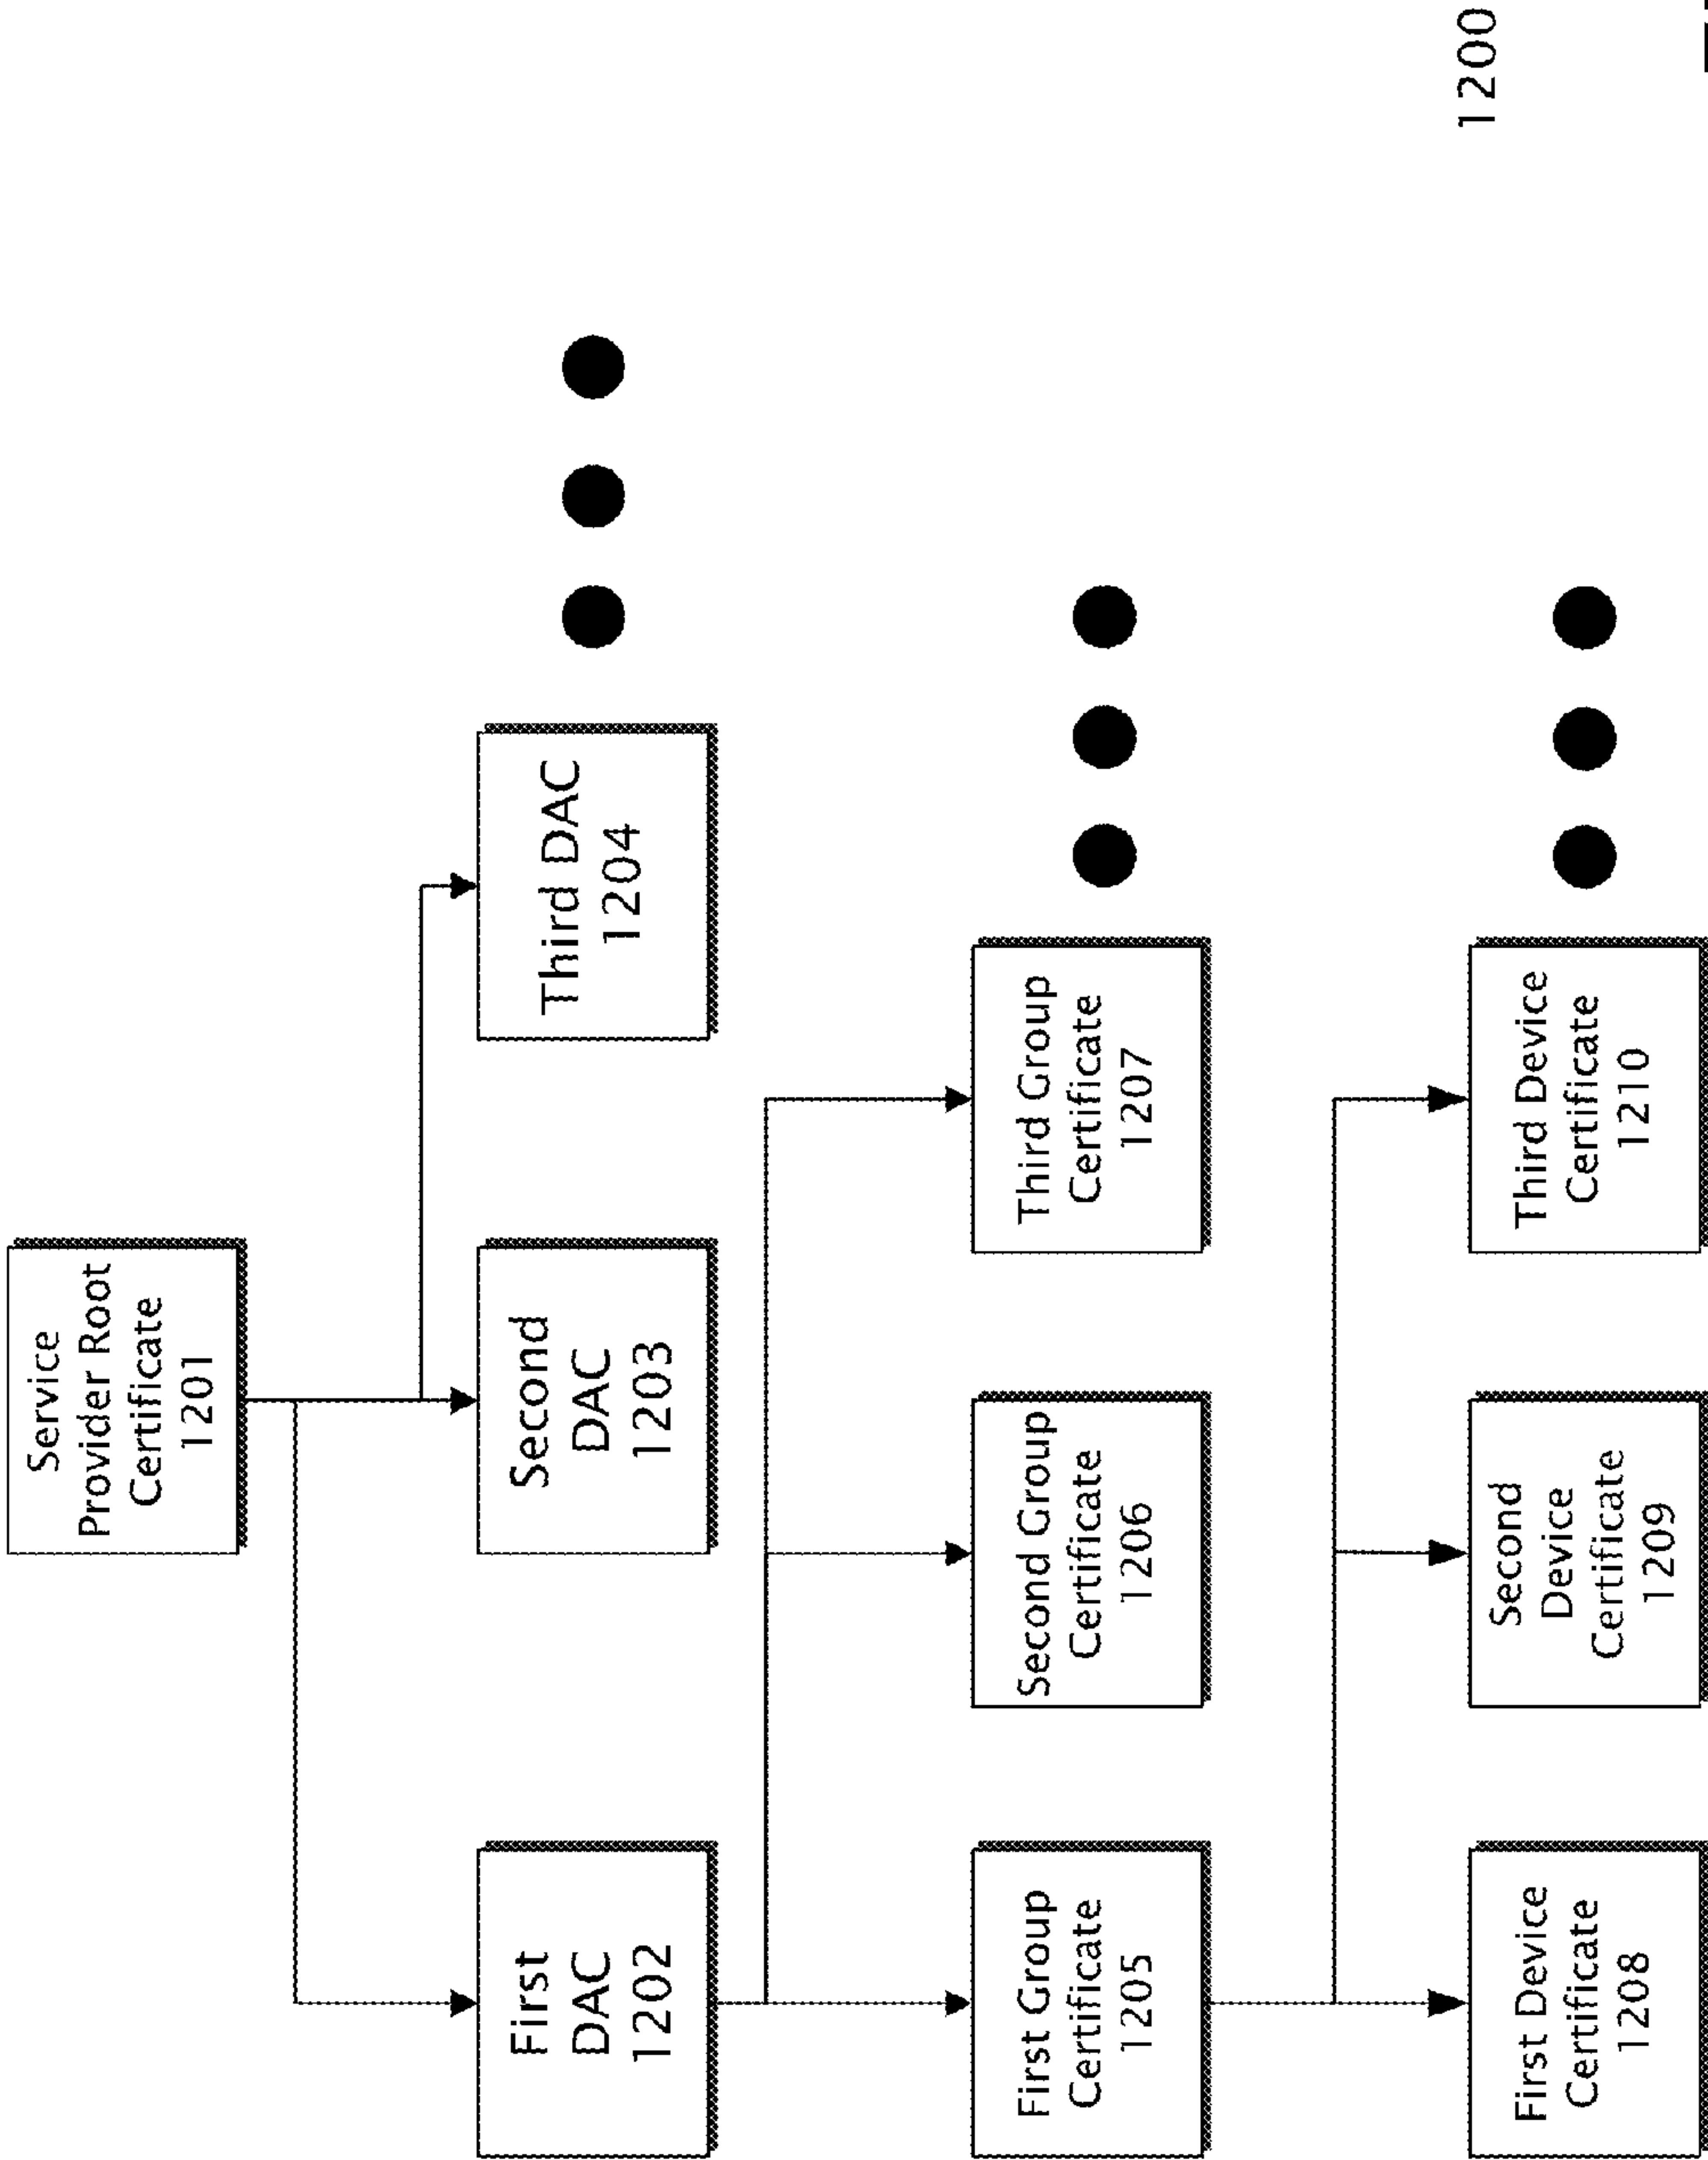 Service
Provider Root
Certificate
1201
First
DAC
1202
Second
DAC
1203
Third DAC
1204
First Group
Certificate
1205
Second Group
Certificate
1206
Third Group
Certificate
1207
First Device
Certificate
1208
Second
Device
Certificate
1209
Third Device
Certificate
1210
1200